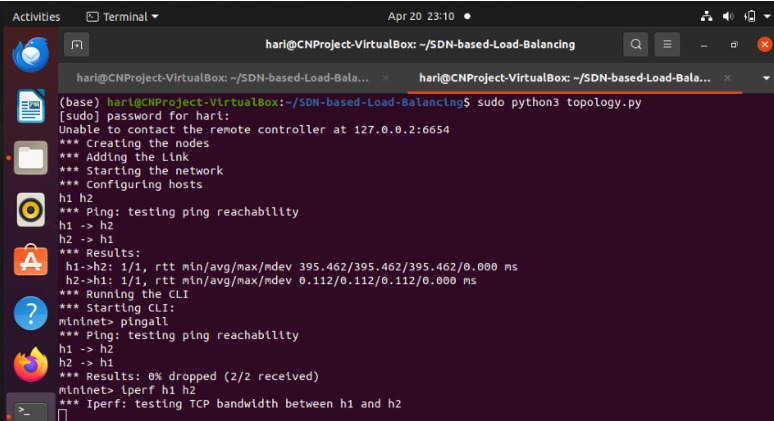 Activities
Terminal
Apr 20 23:10
hari@CNProject-VirtualBox: ~/SDN-based-Load-Balancing
hari@CNProject-VirtualBox: ~/SDN-based-Load-Bala...
hari@CNProject-VirtualBox: ~/SDN-based-Load-Bala...
(base) hari@CNProject-VirtualBox:~/SDN-based-Load-Balancing$ sudo python3 topology.py
[sudo] password for hari:
Unable to contact the remote controller at 127.0.0.2:6654
*** Creating the nodes
*** Adding the Link
*** Starting the network
*** Configuring hosts
h1 h2
*** Ping: testing ping reachability
h1 -> h2
h2 -> h1
*** Results:
h1->h2: 1/1, rtt min/avg/max/mdev 395.462/395.462/395.462/0.000 ms
h2->h1: 1/1, rtt min/avg/max/mdev 0.112/0.112/0.112/0.000 ms
*** Running the CLI
*** Starting CLI:
mininet> pingall
*** Ping: testing ping reachability
h1 -> h2
h2 -> h1
*** Results: 0% dropped (2/2 received)
mininet> iperf h1 h2
*** Iperf: testing TCP bandwidth between h1 and h2